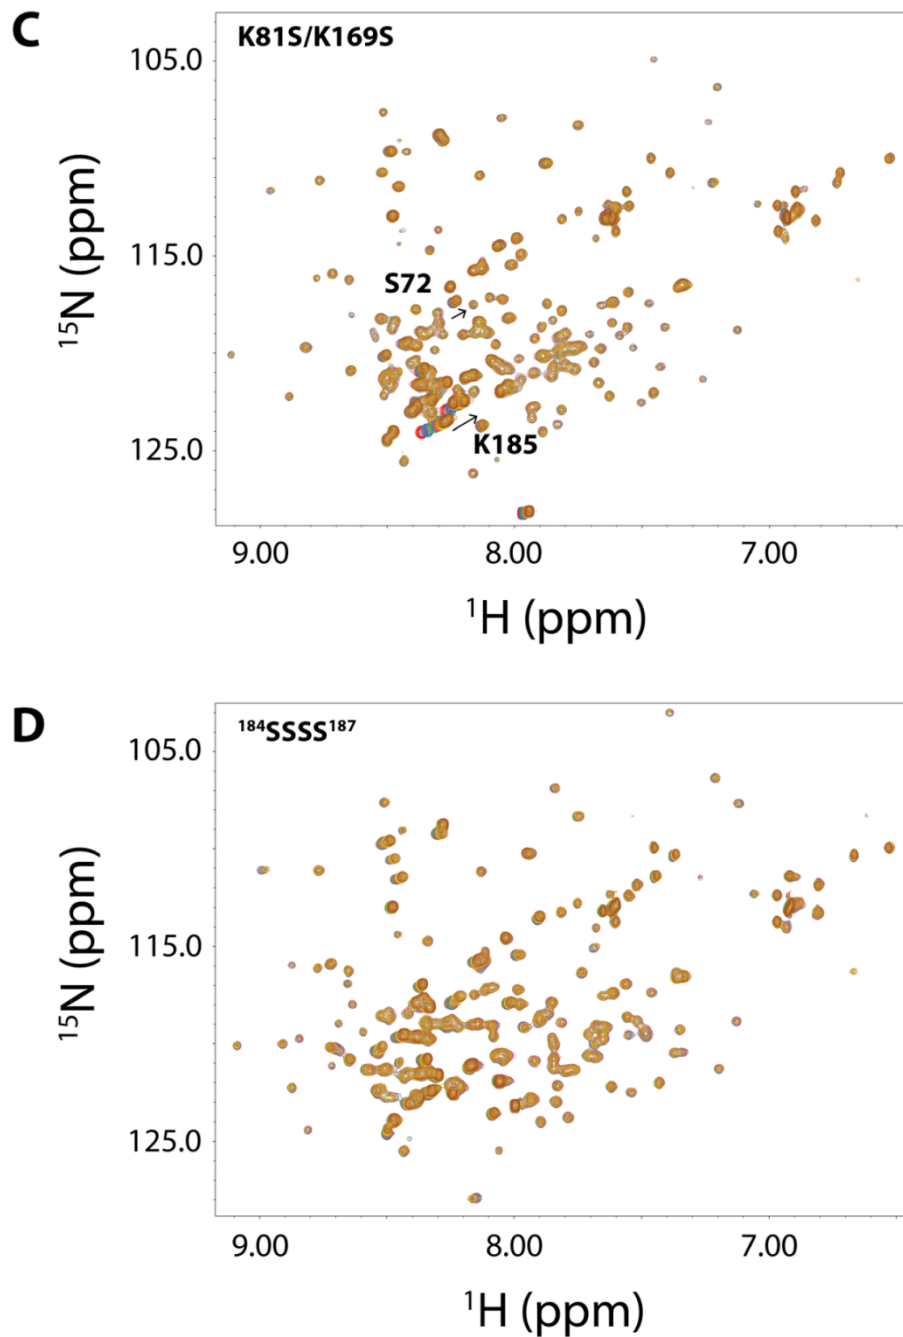 C
K81S/K169S
105.0
115.0
125.0
¹⁵N (ppm)
S72
K185
9.00 8.00 7.00
¹H (ppm)
D
¹⁸⁴SSSS¹⁸⁷
105.0
115.0
125.0
¹⁵N (ppm)
9.00 8.00 7.00
¹H (ppm)